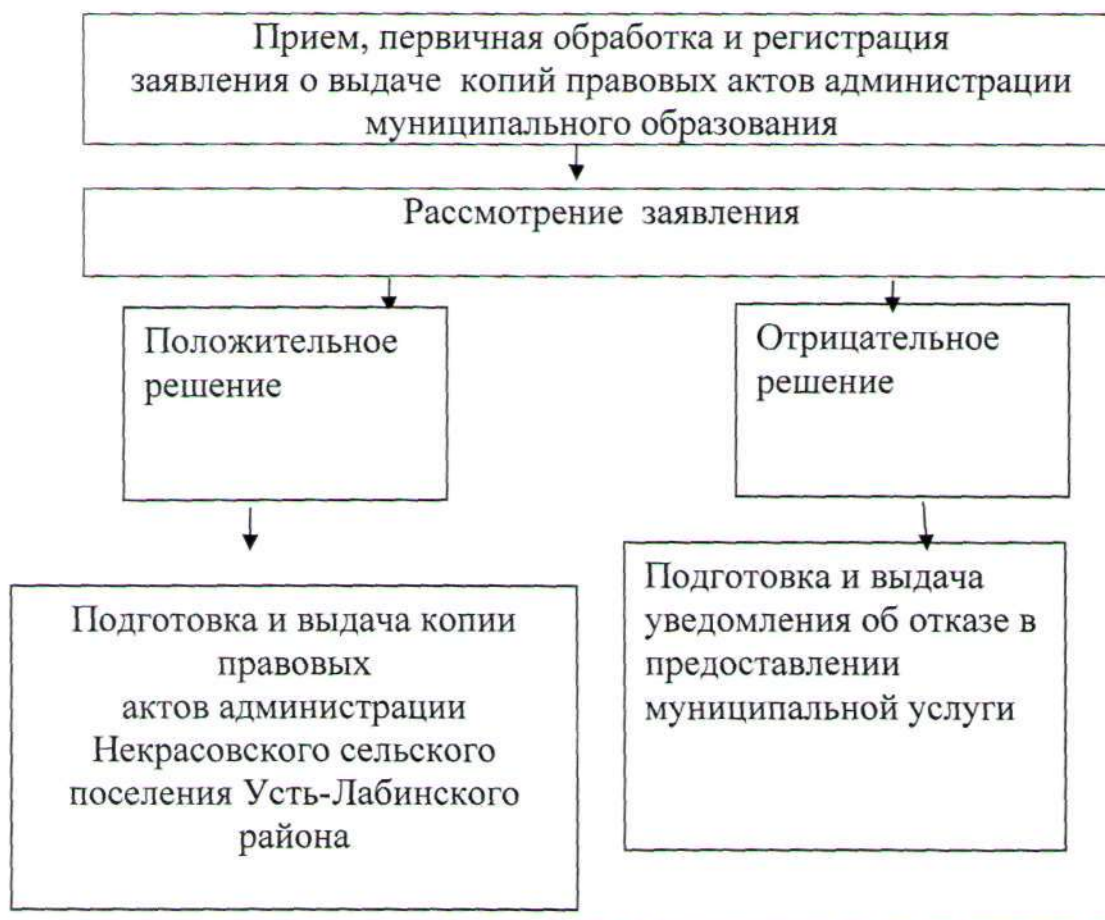 Прием, первичная обработка и регистрация
заявления о выдаче копий правовых актов администрации
муниципального образования
Рассмотрение заявления
Положительное
решение
Отрицательное
решение
Подготовка и выдача копии
правовых
актов администрации
Некрасовского сельского
поселения Усть-Лабинского
района
Подготовка и выдача
уведомления об отказе в
предоставлении
муниципальной услуги